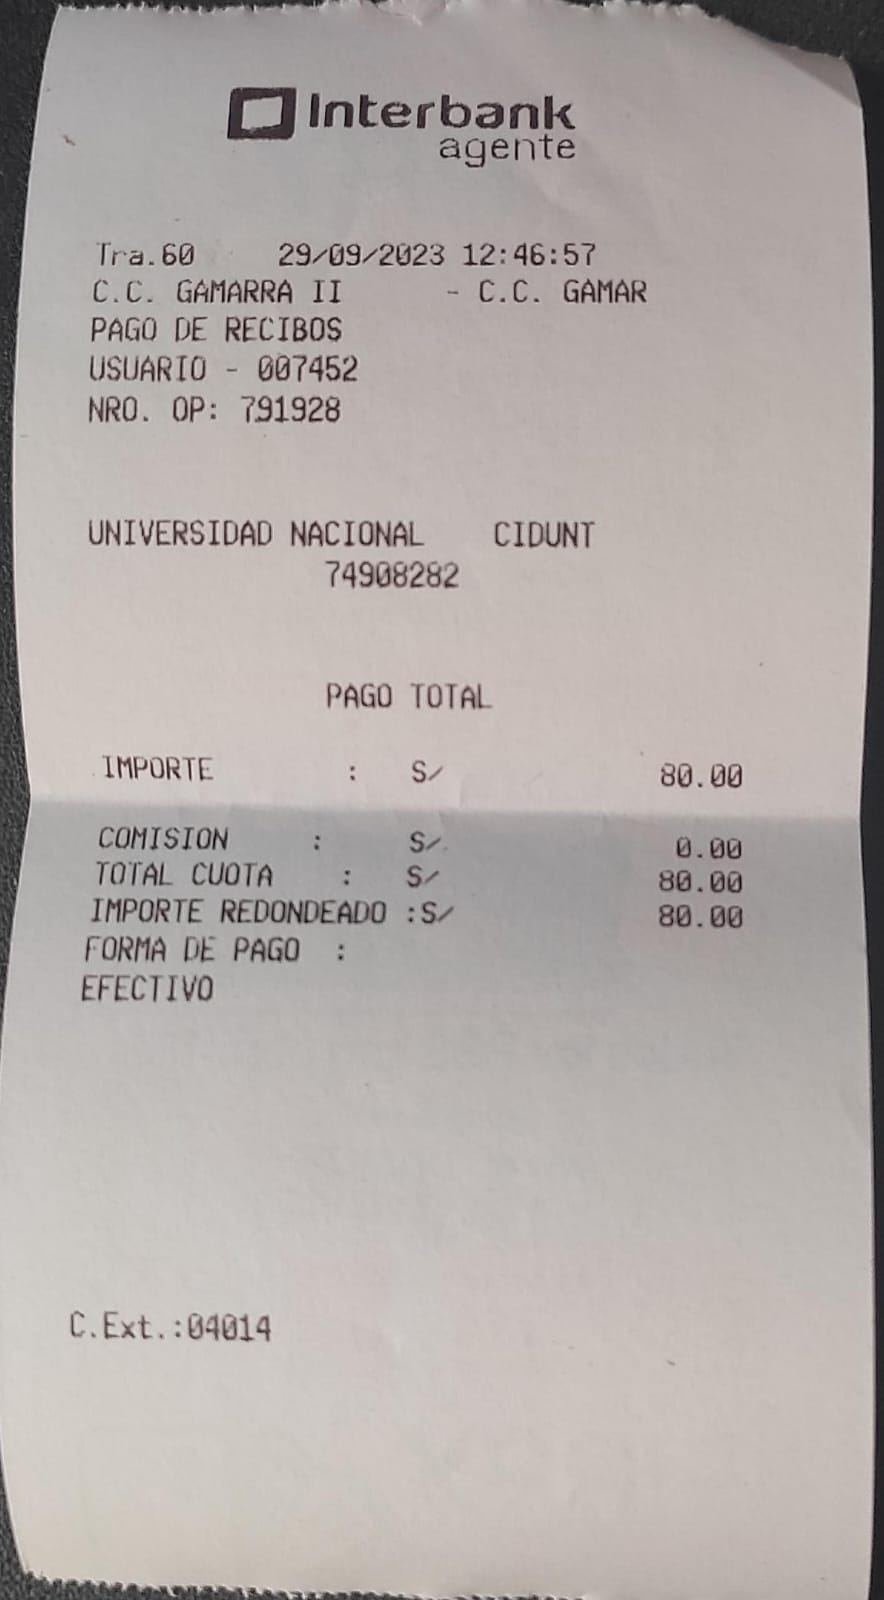 Interbank
agente
Tra.60 29/09/2023 12:46:57
C.C. GAMARRA II - C.C. GAMAR
PAGO DE RECIBOS
USUARIO - 007452
NRO. OP: 791928
UNIVERSIDAD NACIONAL CIDUNT
74908282
PAGO TOTAL
IMPORTE : S/ 80.00
COMISION : S/ 0.00
TOTAL CUOTA : S/ 80.00
IMPORTE REDONDEADO :S/ 80.00
FORMA DE PAGO :
EFECTIVO
C.Ext.:04014